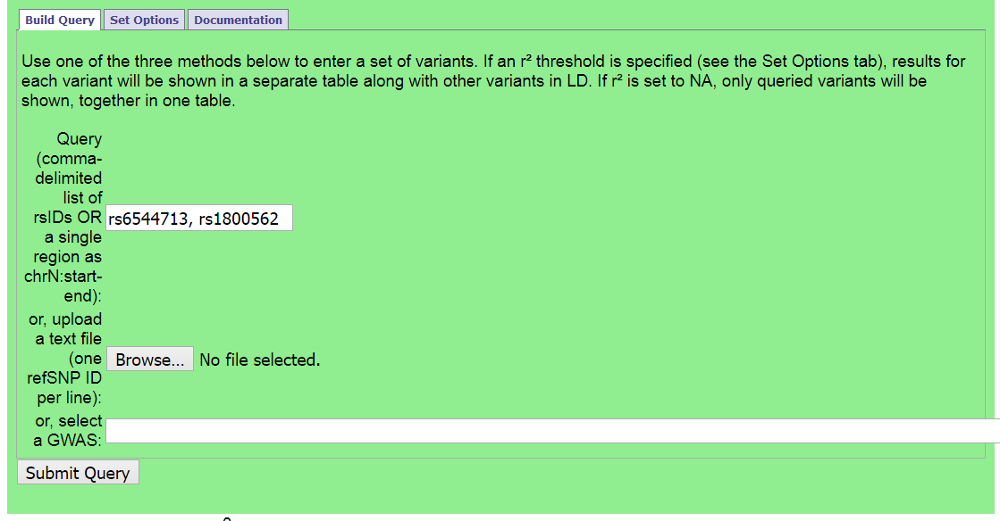 Build Query Set Options Documentation
Use one of the three methods below to enter a set of variants. If an r² threshold is specified (see the Set Options tab), results for
each variant will be shown in a separate table along with other variants in LD. If r² is set to NA, only queried variants will be
shown, together in one table.
Query
(comma-
delimited
list of
rsIDs OR
a single
region as
chrN:start-
end):
rs6544713, rs1800562
or, upload
a text file
(one
refSNP ID
per line):
Browse... No file selected.
or, select
a GWAS:
Submit Query